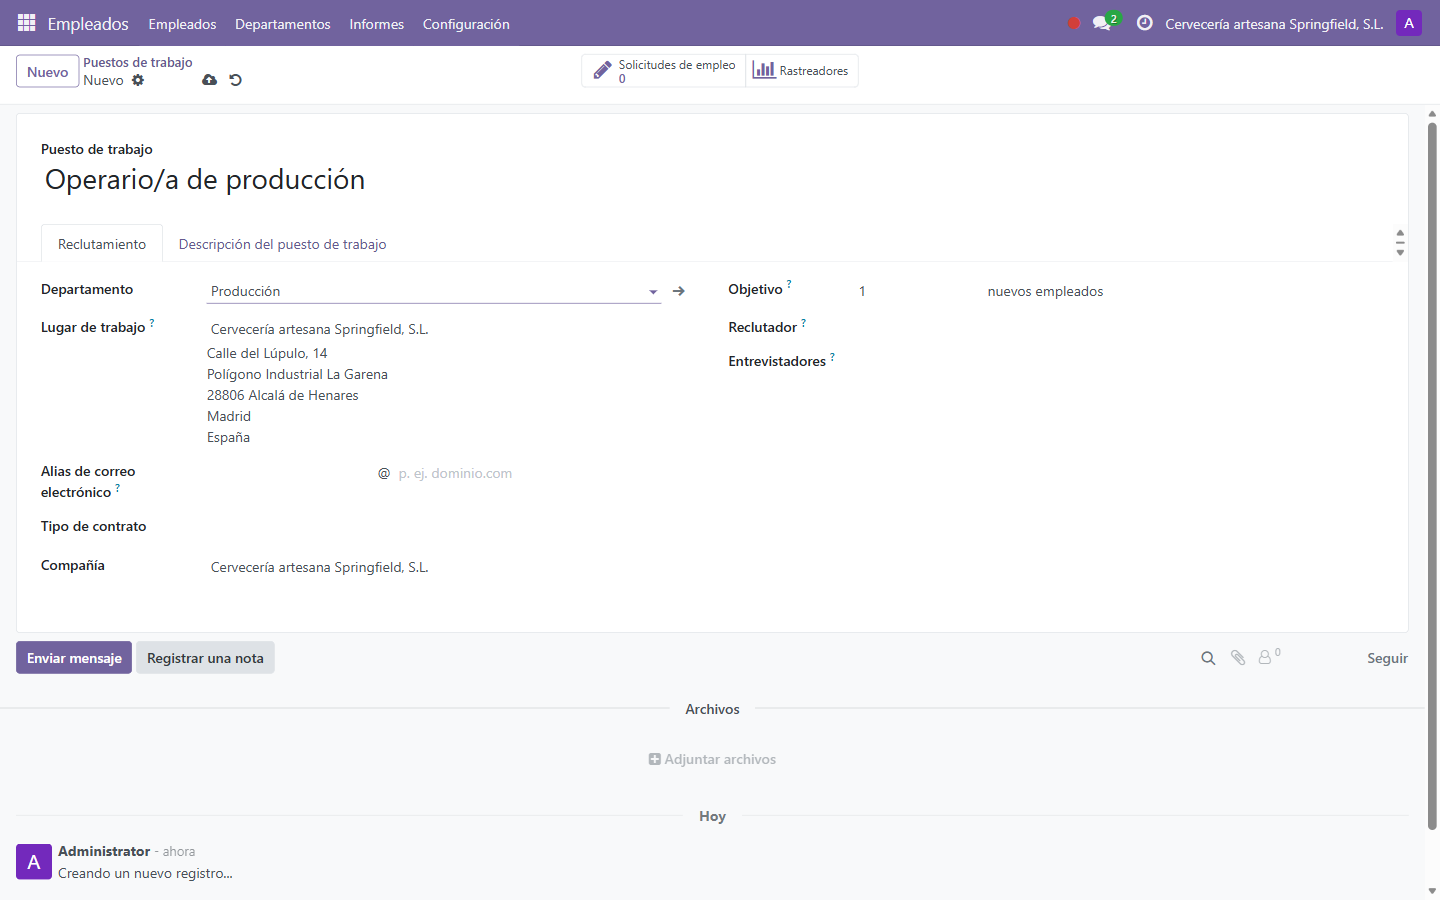 Empleados
Empleados
Departamentos
Informes
Configuración
2
Cervecería artesana Springfield, S.L.
A
Nuevo
Puestos de trabajo
Nuevo
Solicitudes de empleo
0
Rastreadores
Puesto de trabajo
Operario/a de producción
Reclutamiento
Descripción del puesto de trabajo
Departamento
Producción
Objetivo ?
1
nuevos empleados
Lugar de trabajo ?
Cervecería artesana Springfield, S.L.
Calle del Lúpulo, 14
Polígono Industrial La Garena
28806 Alcalá de Henares
Madrid
España
Reclutador ?
Entrevistadores ?
Alias de correo
electrónico ?
@ p. ej. dominio.com
Tipo de contrato
Compañía
Cervecería artesana Springfield, S.L.
Enviar mensaje
Registrar una nota
0
Seguir
Archivos
Adjuntar archivos
Hoy
A
Administrator - ahora
Creando un nuevo registro...